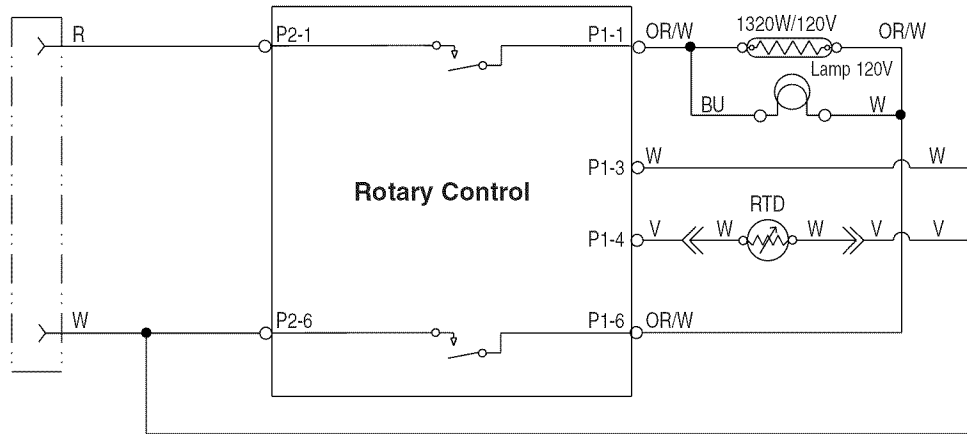 R P2-1 P1-1 OR/W 1320W/120V OR/W
Lamp 120V
BU W
P1-3 W W
Rotary Control
RTD
P1-4 V W W V V
W P2-6 P1-6 OR/W